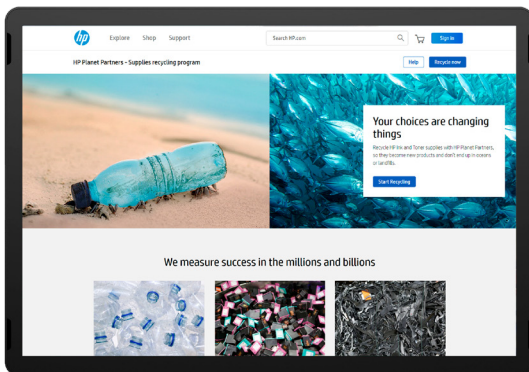 hp
Explore
Shop
Support
Search HP.com
Sign in
HP Planet Partners - Supplies recycling program
Help
Recycle now
Your choices are changing
things
Recycle HP Ink and Toner supplies with HP Planet Partners,
so they become new products and don't end up in oceans
or landfills.
Start Recycling
We measure success in the millions and billions